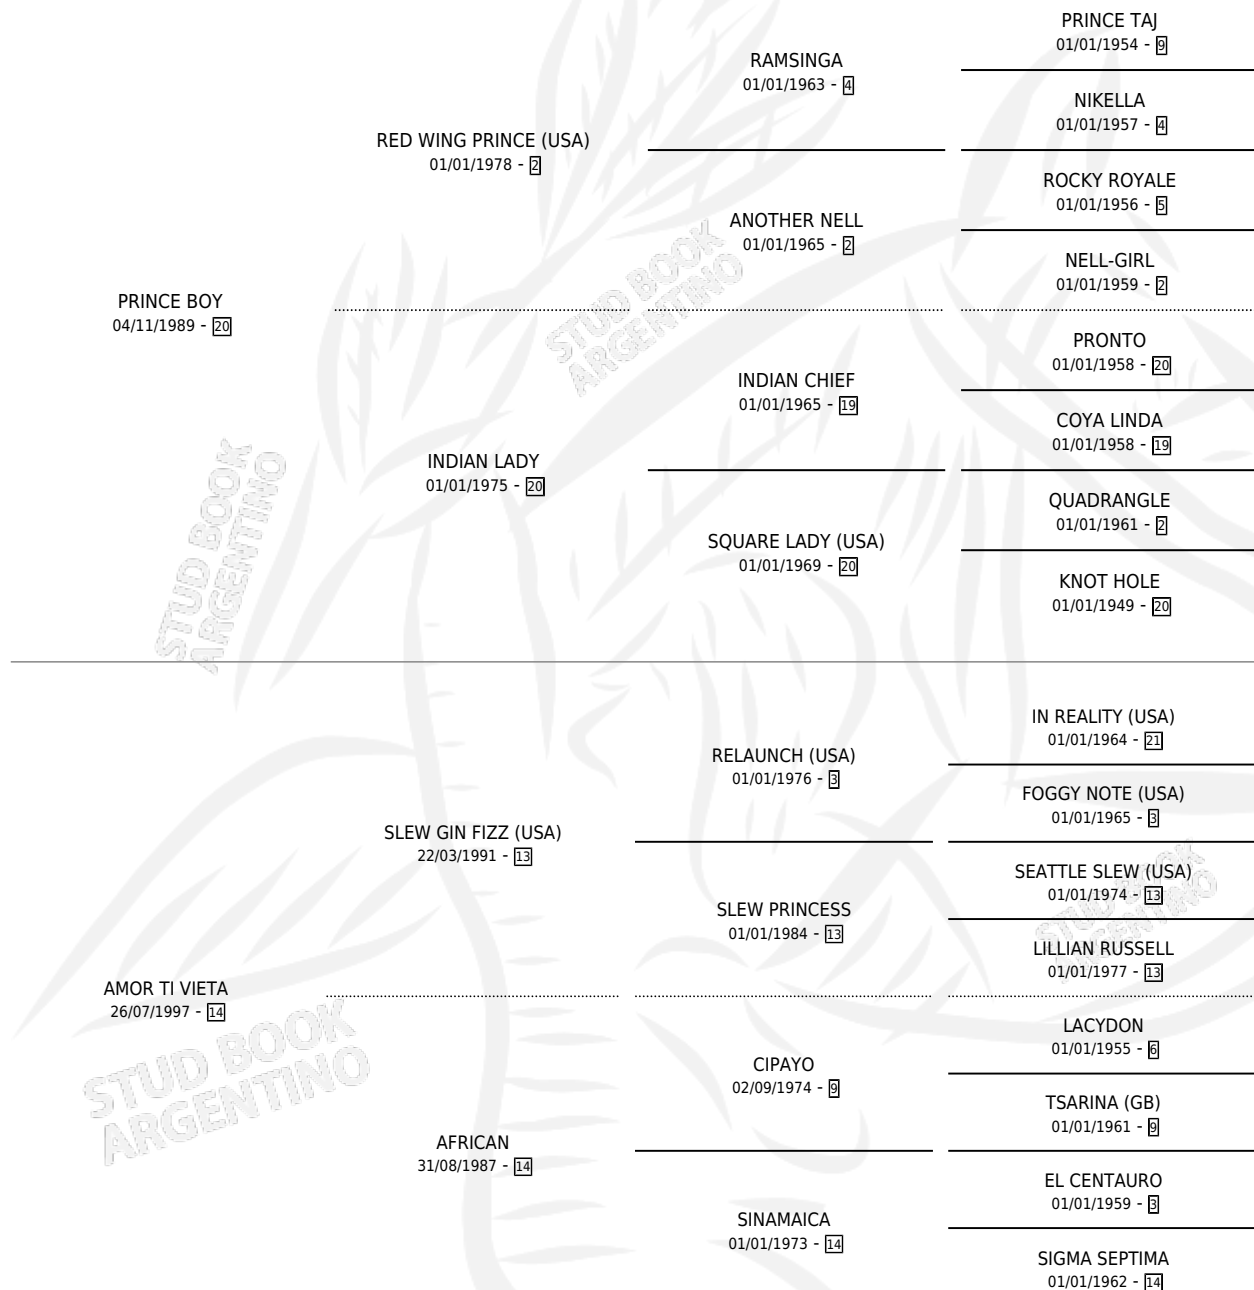 PRINCE TAJ
01/01/1954 - 9
RAMSINGA
01/01/1963 - 4
NIKELLA
01/01/1957 - 4
RED WING PRINCE (USA)
01/01/1978 - 2
ROCKY ROYALE
01/01/1956 - 5
ANOTHER NELL
01/01/1965 - 2
NELL-GIRL
01/01/1959 - 2
PRINCE BOY
04/11/1989 - 20
PRONTO
01/01/1958 - 20
INDIAN CHIEF
01/01/1965 - 19
COYA LINDA
01/01/1958 - 19
INDIAN LADY
01/01/1975 - 20
QUADRANGLE
01/01/1961 - 2
SQUARE LADY (USA)
01/01/1969 - 20
KNOT HOLE
01/01/1949 - 20
IN REALITY (USA)
01/01/1964 - 21
RELAUNCH (USA)
01/01/1976 - 3
FOGGY NOTE (USA)
01/01/1965 - 3
SLEW GIN FIZZ (USA)
22/03/1991 - 13
SEATTLE SLEW (USA)
01/01/1974 - 13
SLEW PRINCESS
01/01/1984 - 13
LILLIAN RUSSELL
01/01/1977 - 13
AMOR TI VIETA
26/07/1997 - 14
LACYDON
01/01/1955 - 6
CIPAYO
02/09/1974 - 9
TSARINA (GB)
01/01/1961 - 9
AFRICAN
31/08/1987 - 14
EL CENTAURO
01/01/1959 - 3
SINAMAICA
01/01/1973 - 14
SIGMA SEPTIMA
01/01/1962 - 14
STUD BOOK
ARGENTINO
STUD BOOK
ARGENTINO
STUD BOOK
ARGENTINO
STUD BOOK
ARGENTINO